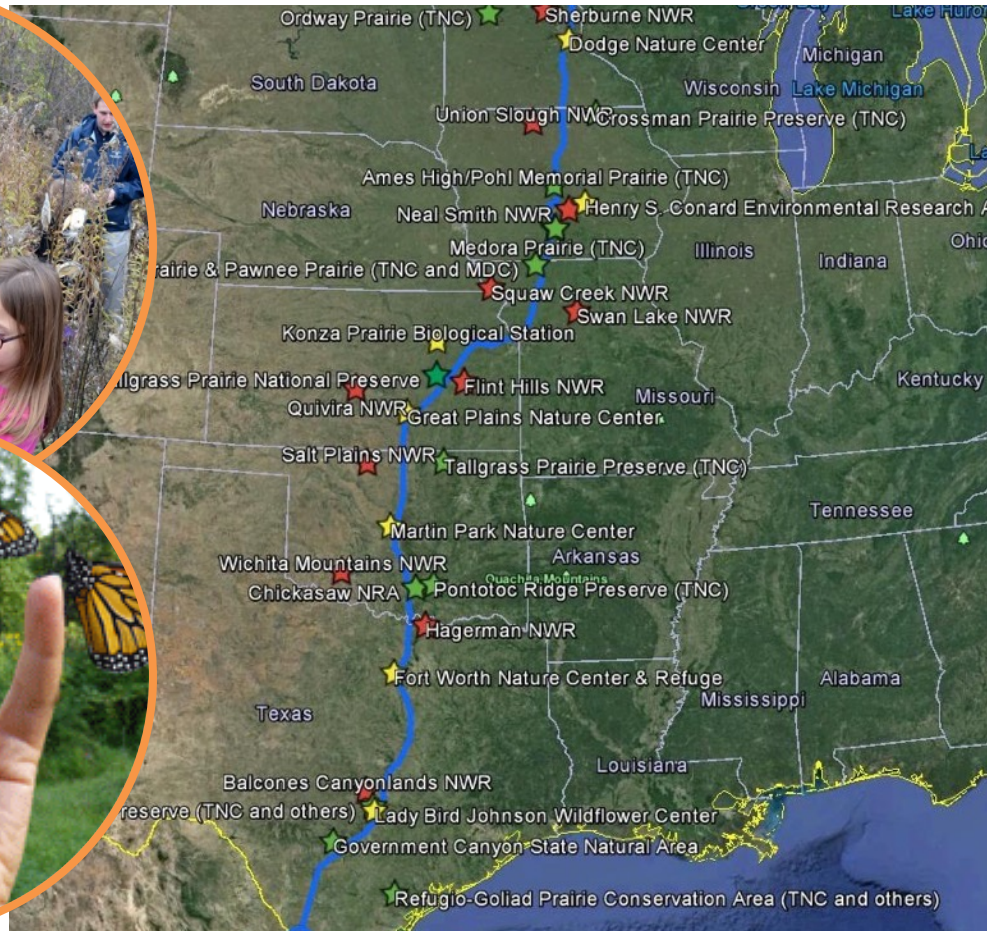 Ordway Prairie (TNC)
Sherburne NWR
Lake Huron
Dodge Nature Center
Michigan
South Dakota
Wisconsin
Lake Michigan
Union Slough NWR
Crossman Prairie Preserve (TNC)
Ames High/Pohl Memorial Prairie (TNC)
Nebraska
Neal Smith NWR
Henry S. Conard Environmental Research
Medora Prairie (TNC)
Illinois
Indiana
& Pawnee Prairie (TNC and MDC)
Squaw Creek NWR
Swan Lake NWR
Konza Prairie Biological Station
Prairie National Preserve
Flint Hills NWR
Missouri
Kentucky
Quivira NWR
Great Plains Nature Center
Salt Plains NWR
Tallgrass Prairie Preserve (TNC)
Tennessee
Martin Park Nature Center
Wichita Mountains NWR
Arkansas
Ouachita Mountains
Chickasaw NRA
Pontotoc Ridge Preserve (TNC)
Hagerman NWR
Fort Worth Nature Center & Refuge
Alabama
Mississippi
Texas
Louisiana
Balcones Canyonlands NWR
(TNC and others)
Lady Bird Johnson Wildflower Center
Government Canyon State Natural Area
Refugio-Goliad Prairie Conservation Area (TNC and others)